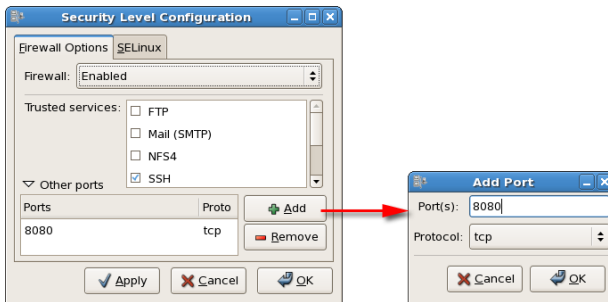 Security Level Configuration
Firewall Options SELinux
Firewall: Enabled
Trusted services:
FTP
Mail (SMTP)
NFS4
SSH
Other ports
Ports Proto
8080 tcp
Add
Remove
Apply Cancel OK
Add Port
Port(s): 8080
Protocol: tcp
Cancel OK